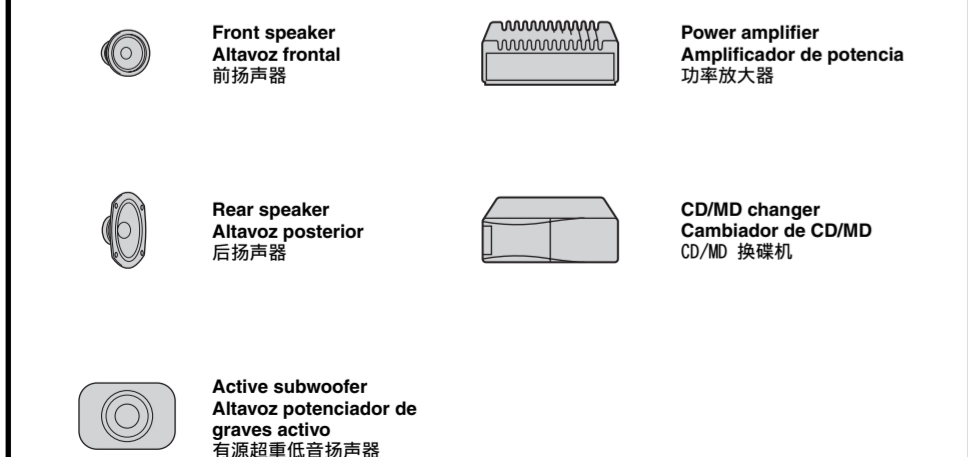 Front speaker
Altavoz frontal
前扬声器
Power amplifier
Amplificador de potencia
功率放大器
Rear speaker
Altavoz posterior
后扬声器
CD/MD changer
Cambiador de CD/MD
CD/MD 换碟机
Active subwoofer
Altavoz potenciador de
graves activo
有源超重低音扬声器